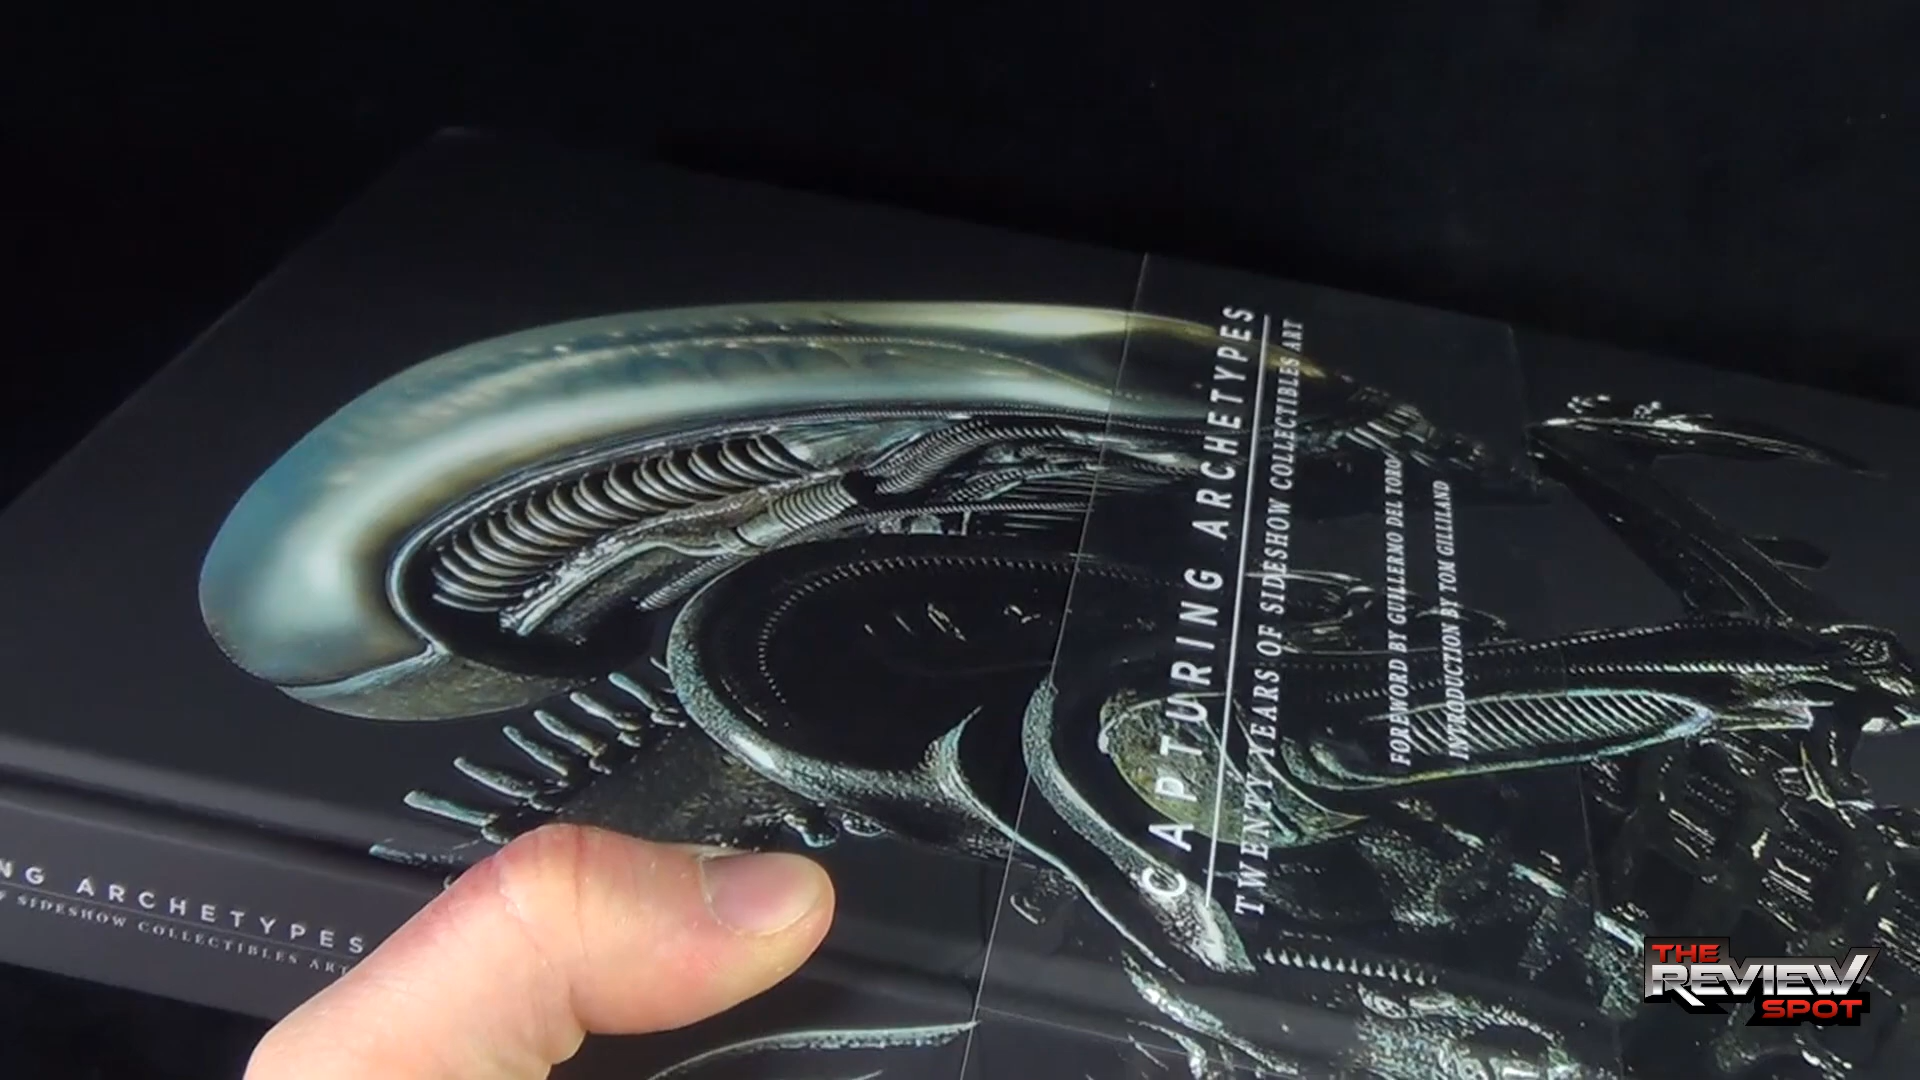 CAPTURING ARCHETYPES
TWENTY YEARS OF SIDESHOW COLLECTIBLES ART
FOREWORD BY GUILLERMO DEL TORO
INTRODUCTION BY TOM GILLILAND
NG ARCHETYPES
SIDESHOW COLLECTIBLES ART
THE
REVIEW
SPOT